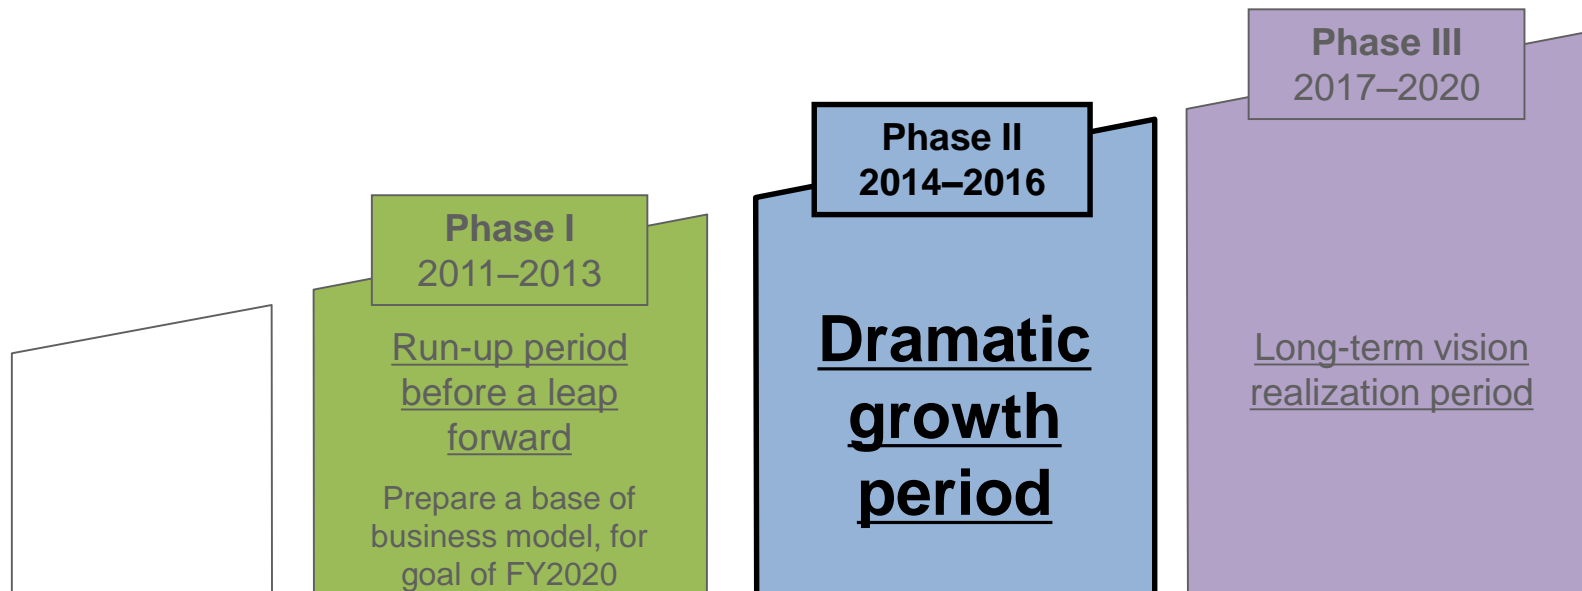 Phase I
2011–2013
Run-up period
before a leap
forward
Prepare a base of
business model, for
goal of FY2020
Phase II
2014–2016
Dramatic
growth
period
Phase III
2017–2020
Long-term vision
realization period